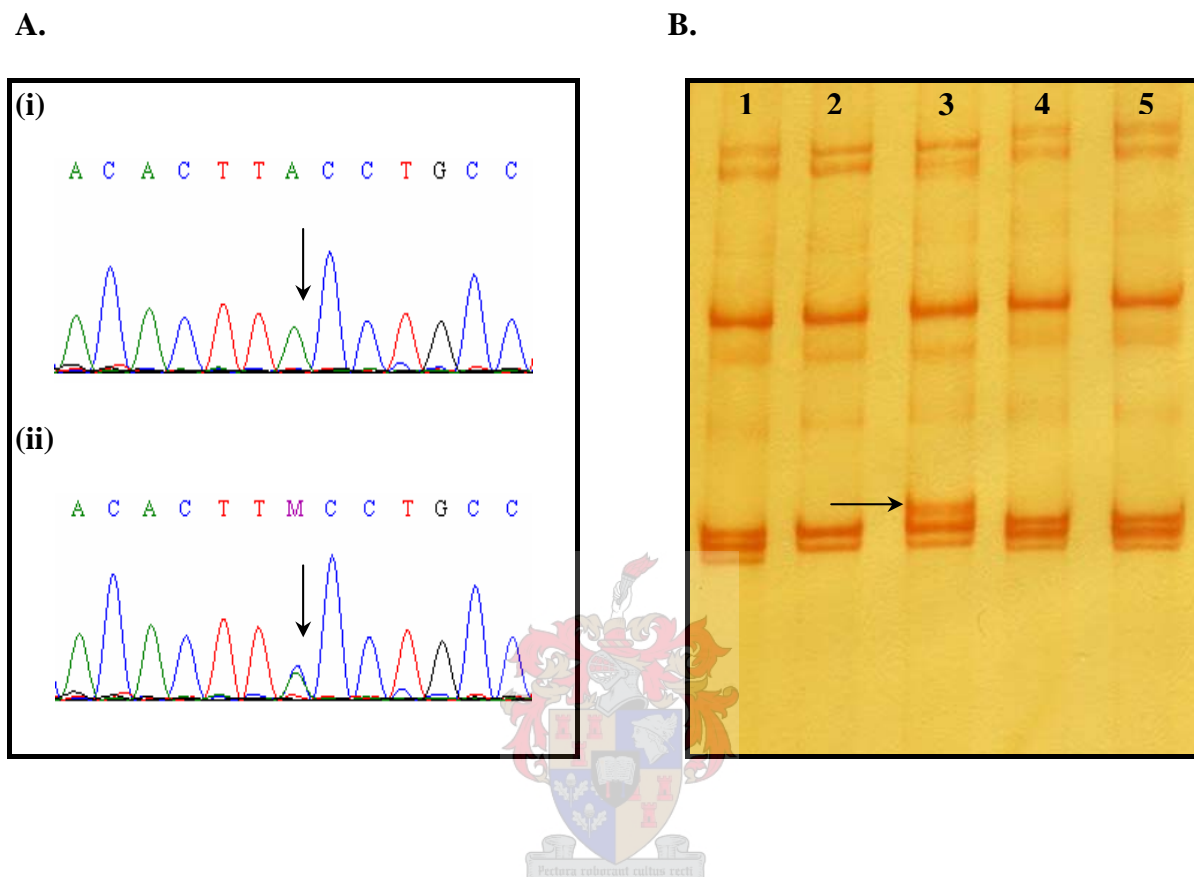 A.
B.
(i)
A C A C T T A C C T G C C
(ii)
A C A C T T M C C T G C C
1 2 3 4 5
Pectora roborant cultus recti